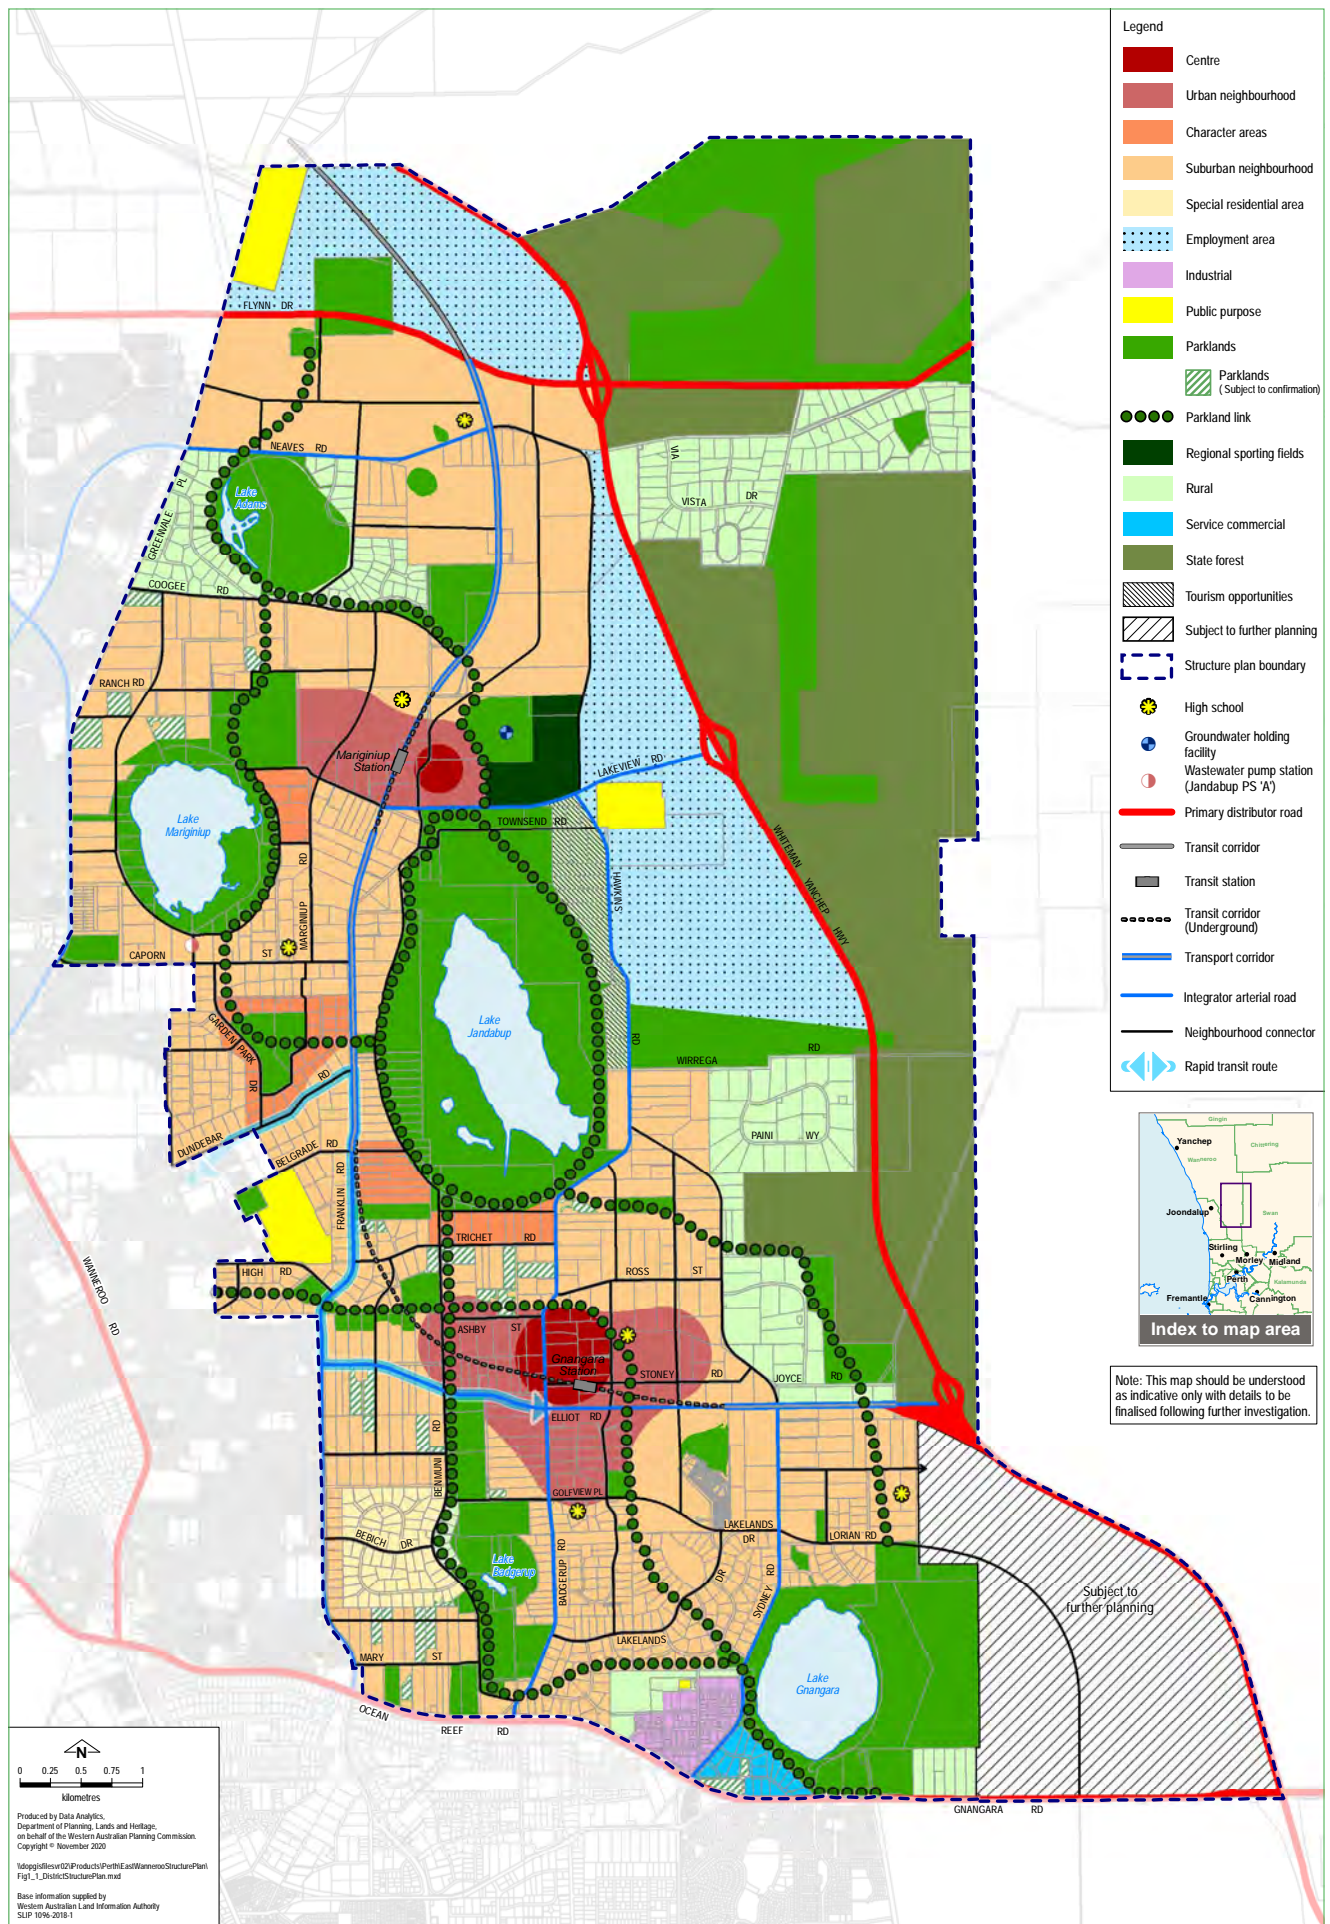 Legend
Centre
Urban neighbourhood
Character areas
Suburban neighbourhood
Special residential area
Employment area
Industrial
Public purpose
Parklands
Parklands
( Subject to confirmation)
Parkland link
Regional sporting fields
Rural
Service commercial
State forest
Tourism opportunities
Subject to further planning
Structure plan boundary
High school
Groundwater holding
facility
Wastewater pump station
(Jandabup PS 'A')
Primary distributor road
Transit corridor
Transit station
Transit corridor
(Underground)
Transport corridor
Integrator arterial road
Neighbourhood connector
Rapid transit route
FLYNN DR
NEAVES RD
Lake
Adams
GREENVALE PL
COOGEE RD
VIA
VISTA DR
RANCH RD
Mariginiup
Station
LAKEVIEW RD
TOWNSEND RD
Lake
Mariginiup
MARIGINIUP RD
HAWKINS RD
WHITEMAN YANCHEP HWY
CAPORN ST
Lake
Jandabup
GARDEN PARK DR
WIRREGA RD
DUNDEBAR RD
PAINI WY
BELGRADE RD
FRANKLIN RD
TRICHET RD
HIGH RD
ROSS ST
WANNEROO RD
ASHBY ST
Gnangara
Station
STONEY RD
JOYCE RD
ELLIOT RD
BENMUNI RD
GOLFVIEW PL
LAKELANDS DR
LORIAN RD
BEBICH DR
Lake
Badgerup
BADGERUP RD
DR
SYDNEY RD
LAKELANDS
MARY ST
Subject to
further planning
Lake
Gnangara
OCEAN REEF RD
GNANGARA RD
Gingin
Yanchep
Chittering
Wanneroo
Joondalup
Swan
Stirling
Morley
Midland
Perth
Kalamunda
Fremantle
Cannington
Index to map area
Note: This map should be understood
as indicative only with details to be
finalised following further investigation.
N
0 0.25 0.5 0.75 1
kilometres
Produced by Data Analytics,
Department of Planning, Lands and Heritage,
on behalf of the Western Australian Planning Commission.
Copyright © November 2020
\\dopgisfilesvr02\iProducts\Perth\EastWannerooStructurePlan\
Fig1_1_DistrictStructurePlan.mxd
Base information supplied by
Western Australian Land Information Authority
SLIP 1096-2018-1